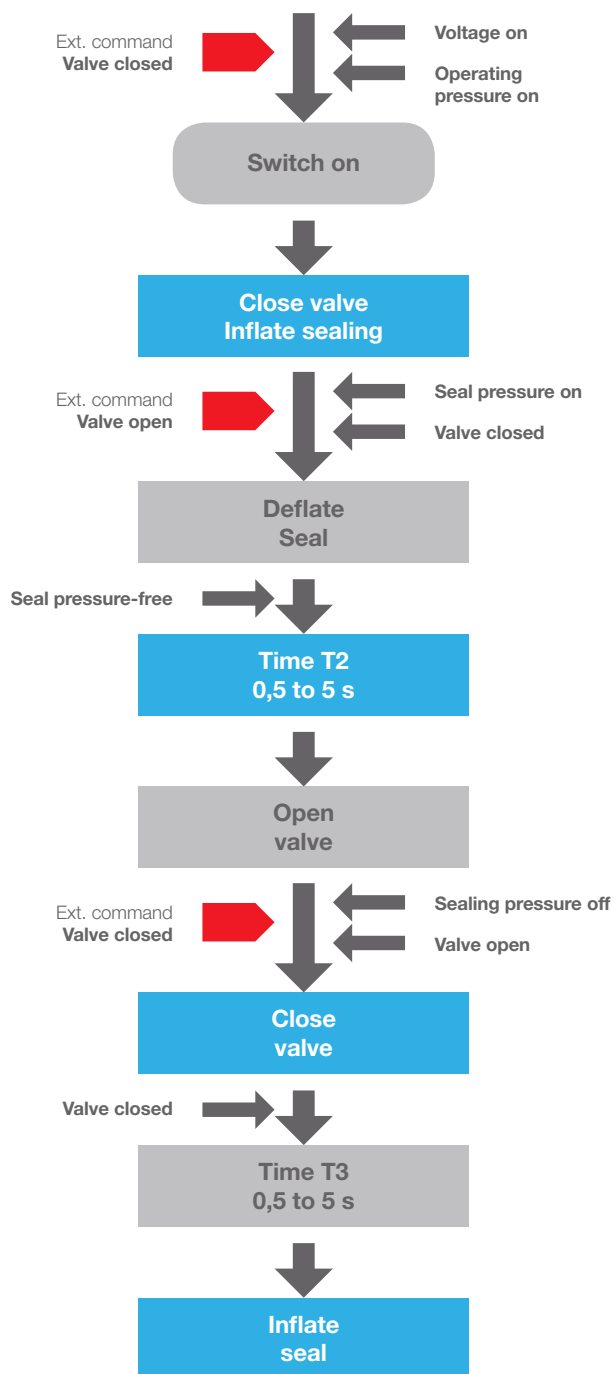 Ext. command
Valve closed
Voltage on
Operating
pressure on
Switch on
Close valve
Inflate sealing
Ext. command
Valve open
Seal pressure on
Valve closed
Deflate
Seal
Seal pressure-free
Time T2
0,5 to 5 s
Open
valve
Ext. command
Valve closed
Sealing pressure off
Valve open
Close
valve
Valve closed
Time T3
0,5 to 5 s
Inflate
seal